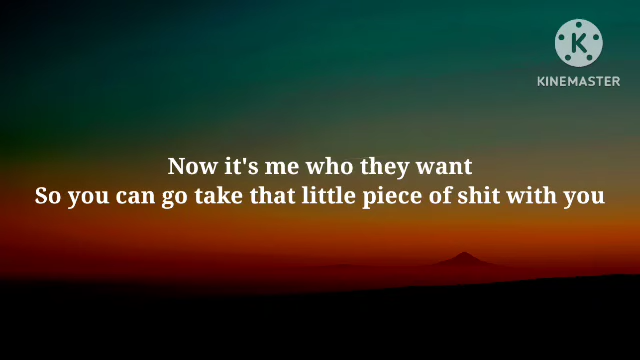 KINEMASTER
Now it's me who they want
So you can go take that little piece of shit with you